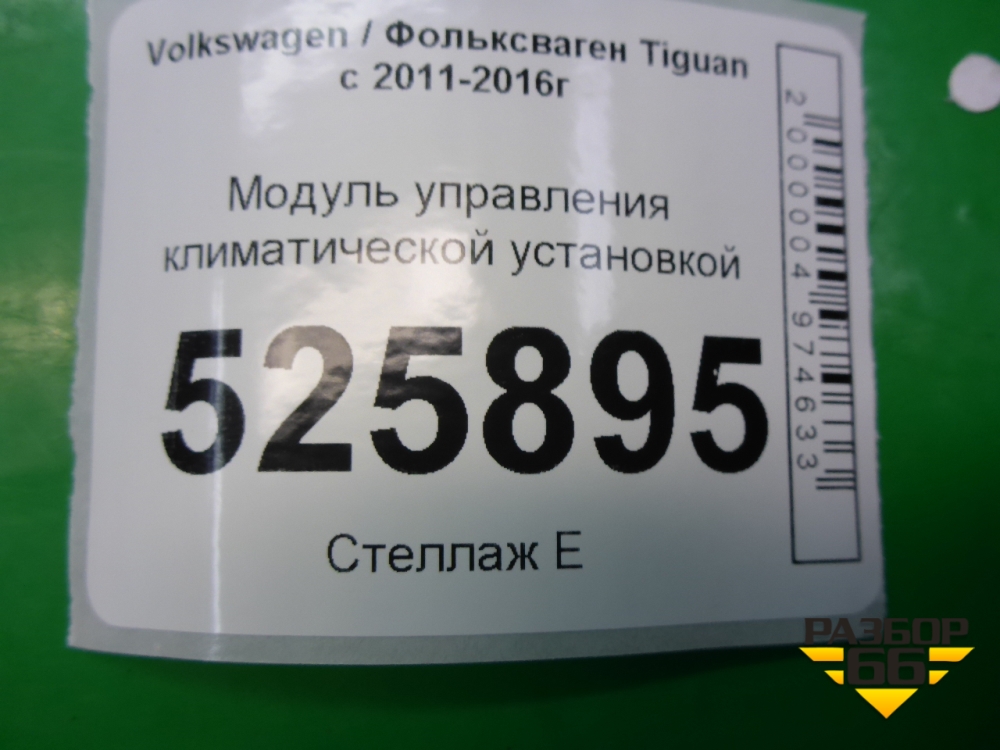 Volkswagen / Фольксваген Tiguan
с 2011-2016г
Модуль управления
климатической установкой
525895
Стеллаж Е
2000004974633
РАЗБОР
66